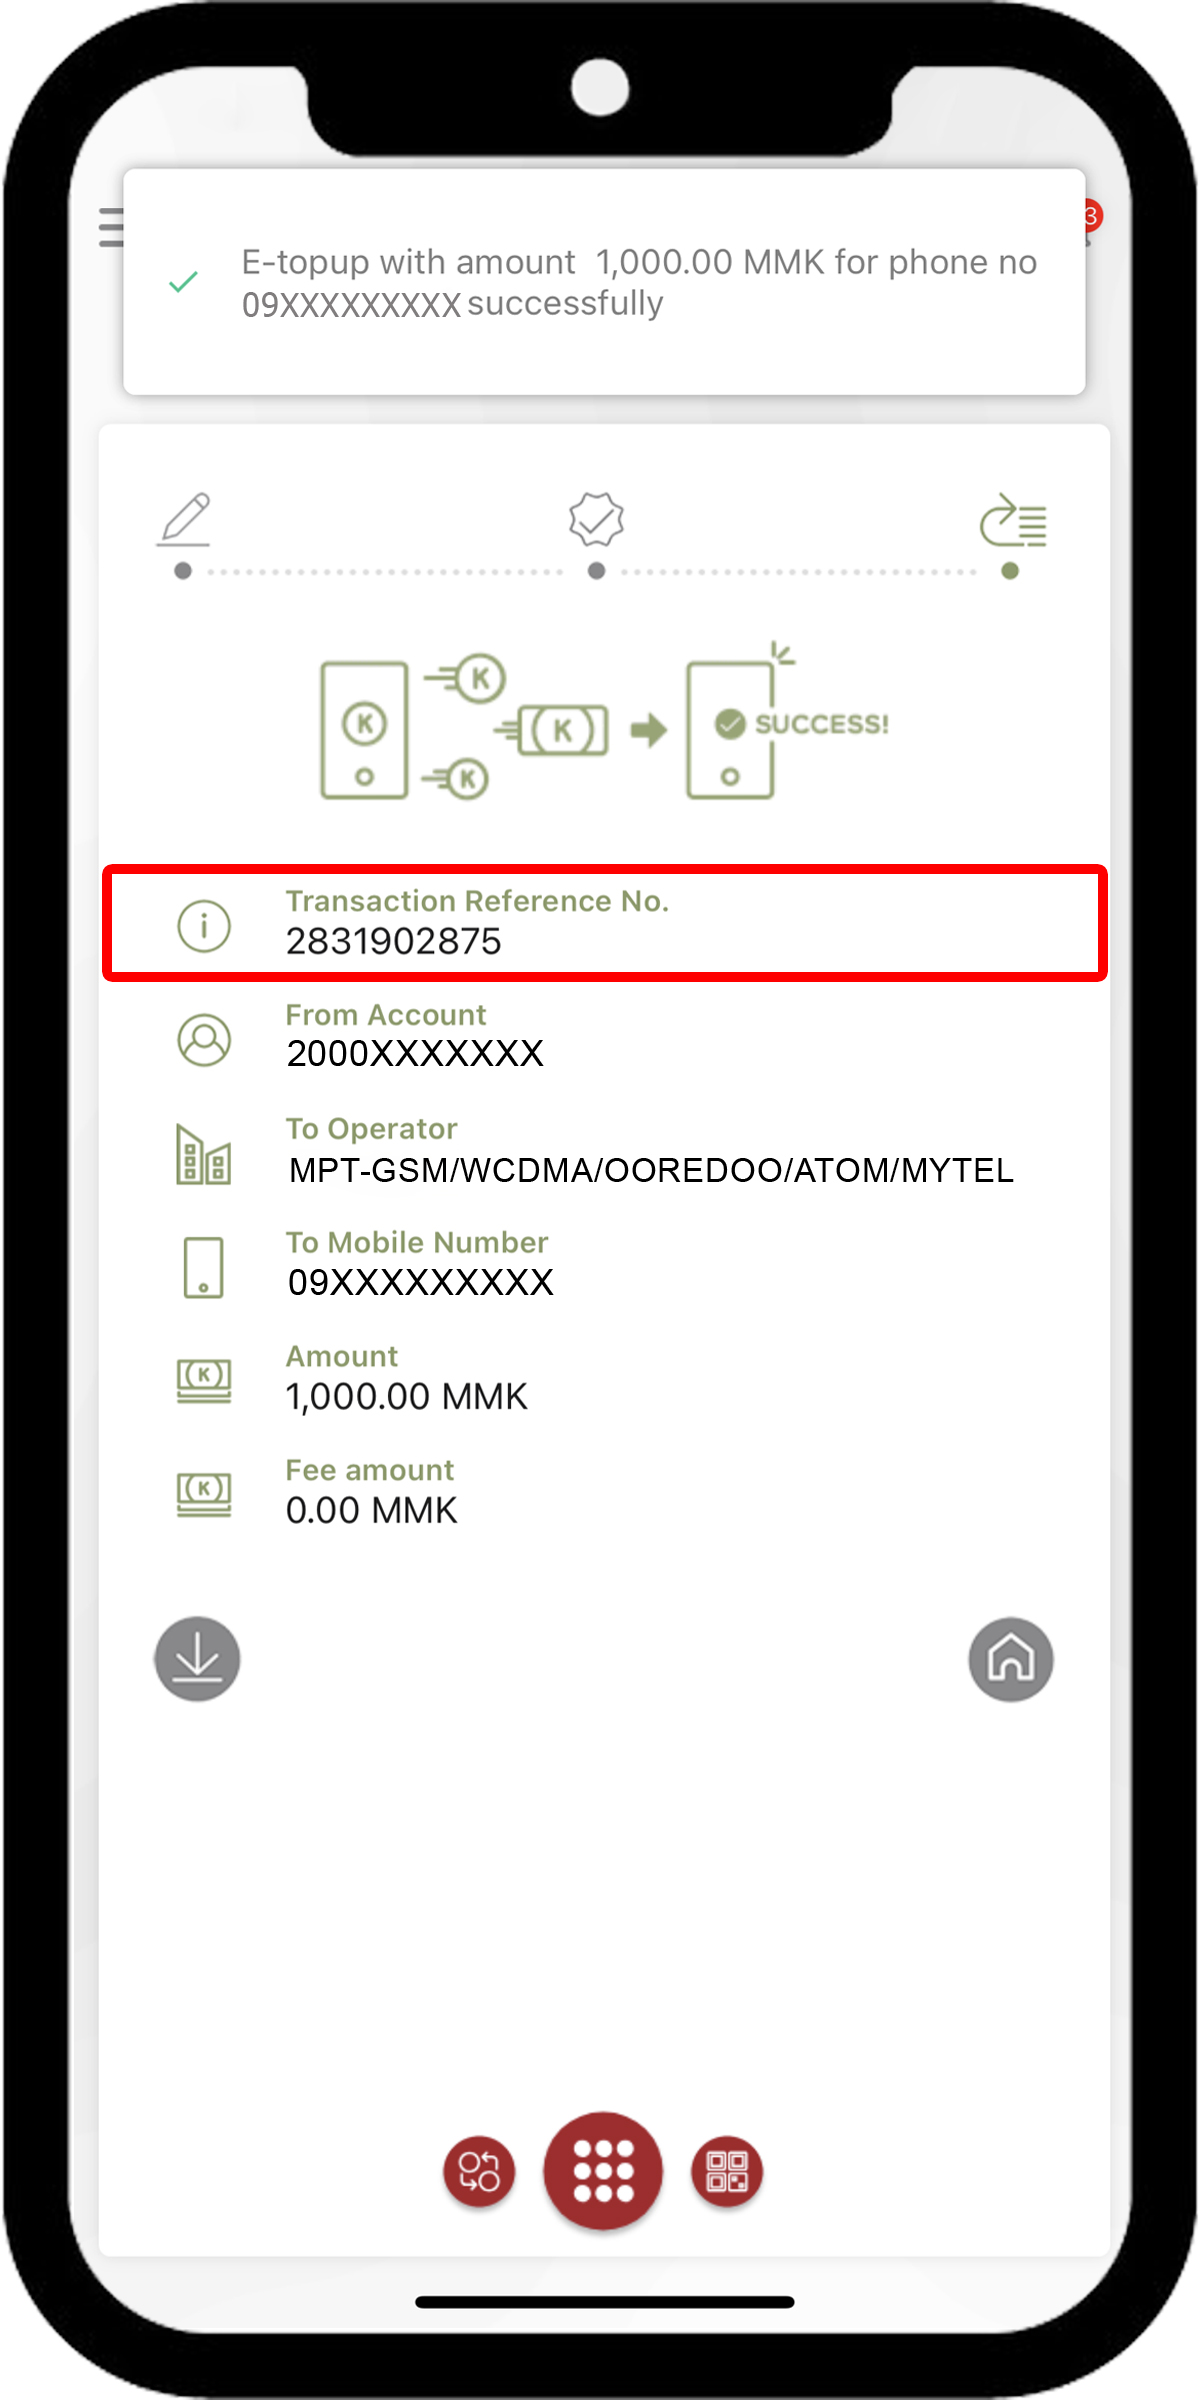 3
E-topup with amount 1,000.00 MMK for phone no
09XXXXXXXXX successfully
K
K
K
K
SUCCESS!
Transaction Reference No.
2831902875
From Account
2000XXXXXXX
To Operator
MPT-GSM/WCDMA/OOREDOO/ATOM/MYTEL
To Mobile Number
09XXXXXXXXX
Amount
1,000.00 MMK
K
Fee amount
0.00 MMK
K